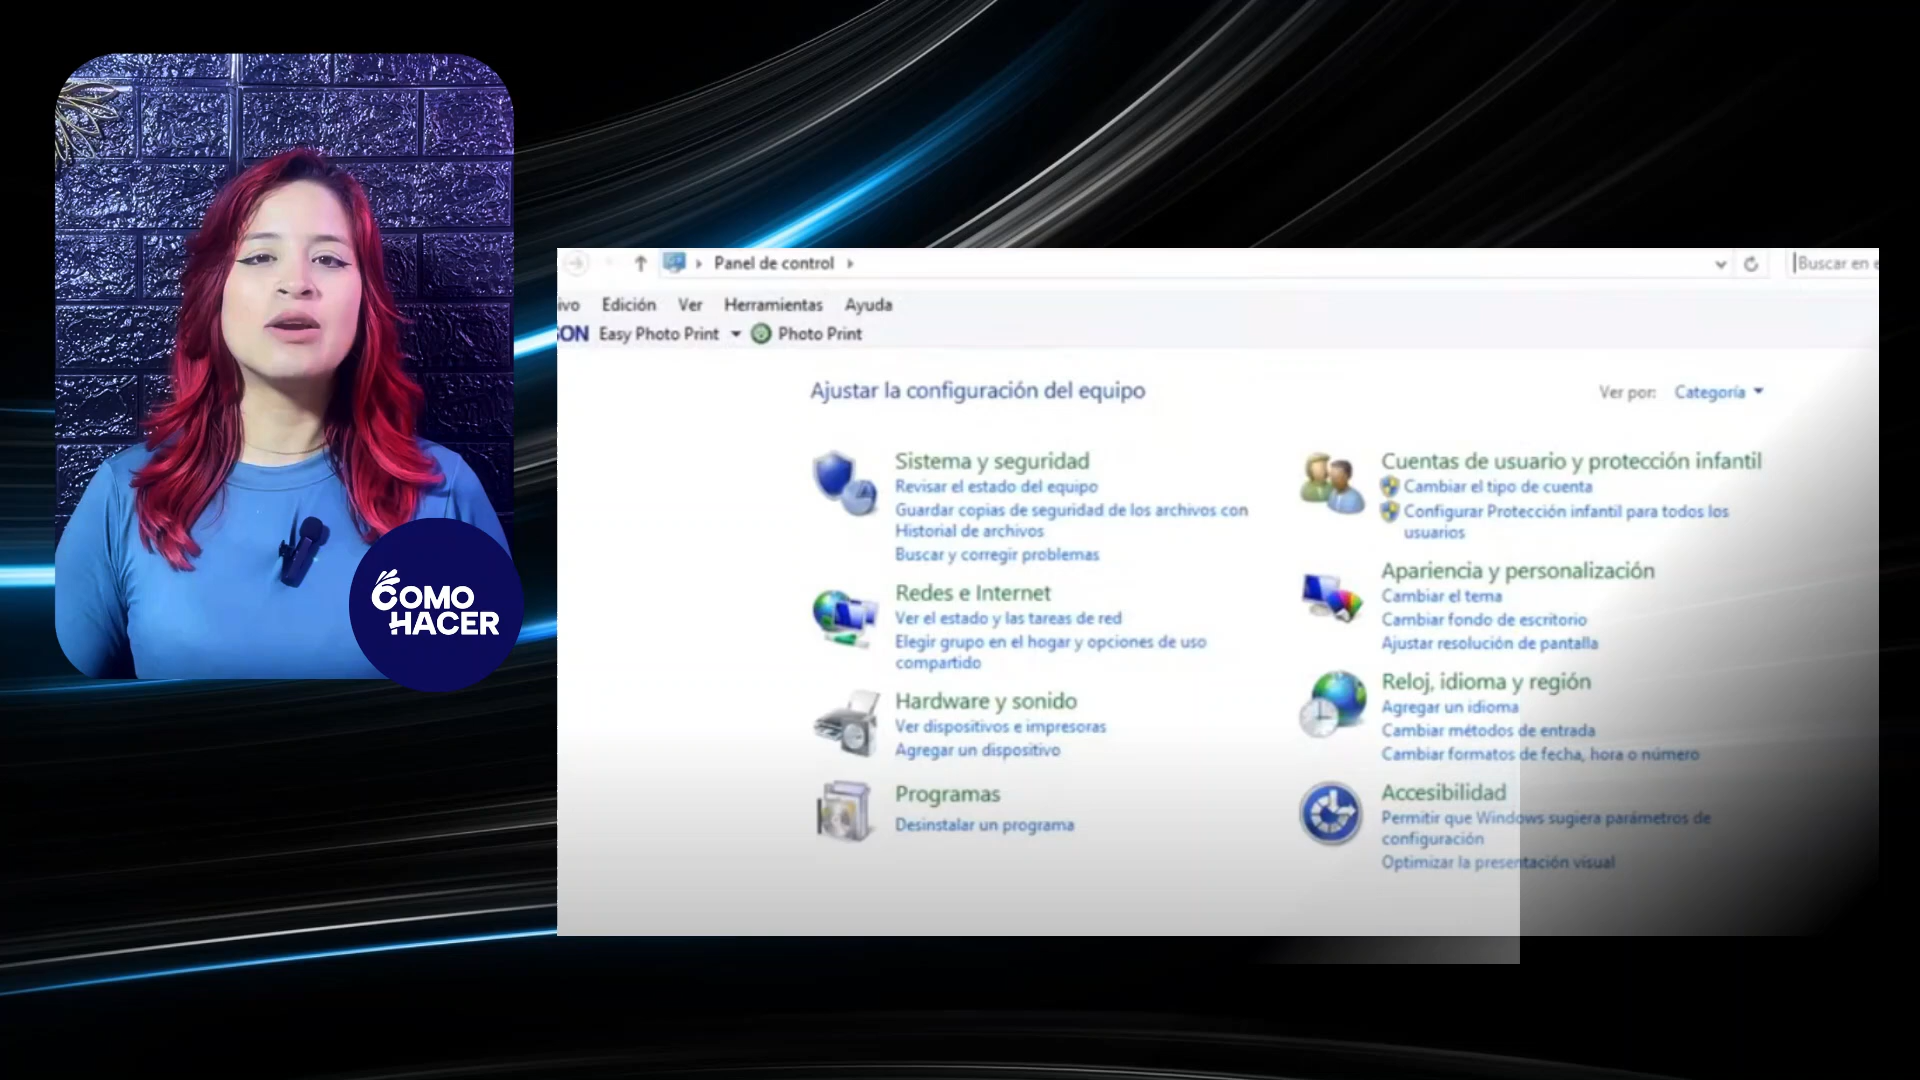 COMO
HACER
Panel de control
Edición Ver Herramientas Ayuda
Easy Photo Print Photo Print
Ajustar la configuración del equipo
Ver por: Categoría
Sistema y seguridad
Revisar el estado del equipo
Guardar copias de seguridad de los archivos con
Historial de archivos
Buscar y corregir problemas
Redes e Internet
Ver el estado y las tareas de red
Elegir grupo en el hogar y opciones de uso
compartido
Hardware y sonido
Ver dispositivos e impresoras
Agregar un dispositivo
Programas
Desinstalar un programa
Cuentas de usuario y protección infantil
Cambiar el tipo de cuenta
Configurar Protección infantil para todos los
usuarios
Apariencia y personalización
Cambiar el tema
Cambiar fondo de escritorio
Ajustar resolución de pantalla
Reloj, idioma y región
Agregar un idioma
Cambiar métodos de entrada
Cambiar formatos de fecha, hora o número
Accesibilidad
Permitir que Windows sugiera parámetros de
configuración
Optimizar la presentación visual
Buscar en